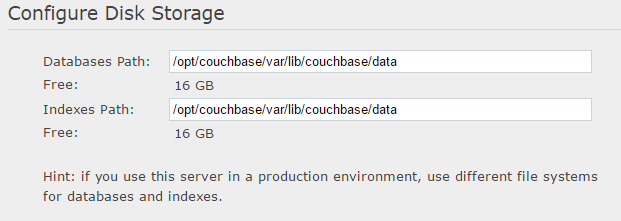 Configure Disk Storage
Databases Path: /opt/couchbase/var/lib/couchbase/data
Free: 16 GB
Indexes Path: /opt/couchbase/var/lib/couchbase/data
Free: 16 GB
Hint: if you use this server in a production environment, use different file systems
for databases and indexes.